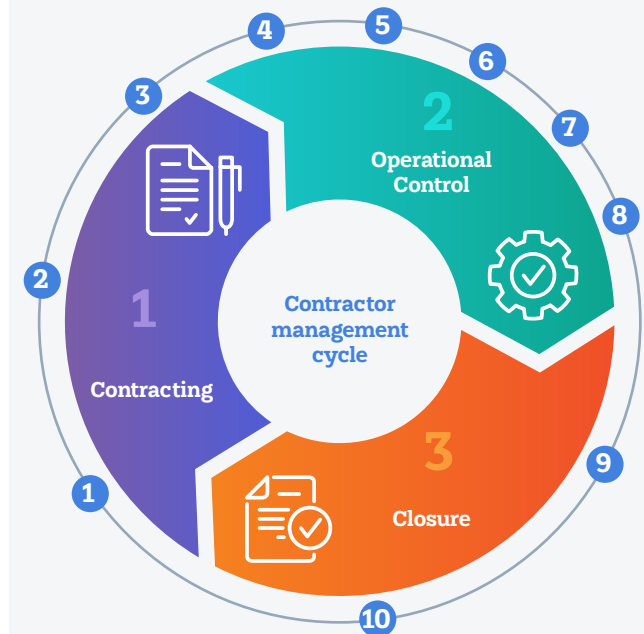 4
5
6
3
7
2
Operational
Control
8
2
1
Contractor
management
cycle
Contracting
3
9
Closure
1
10